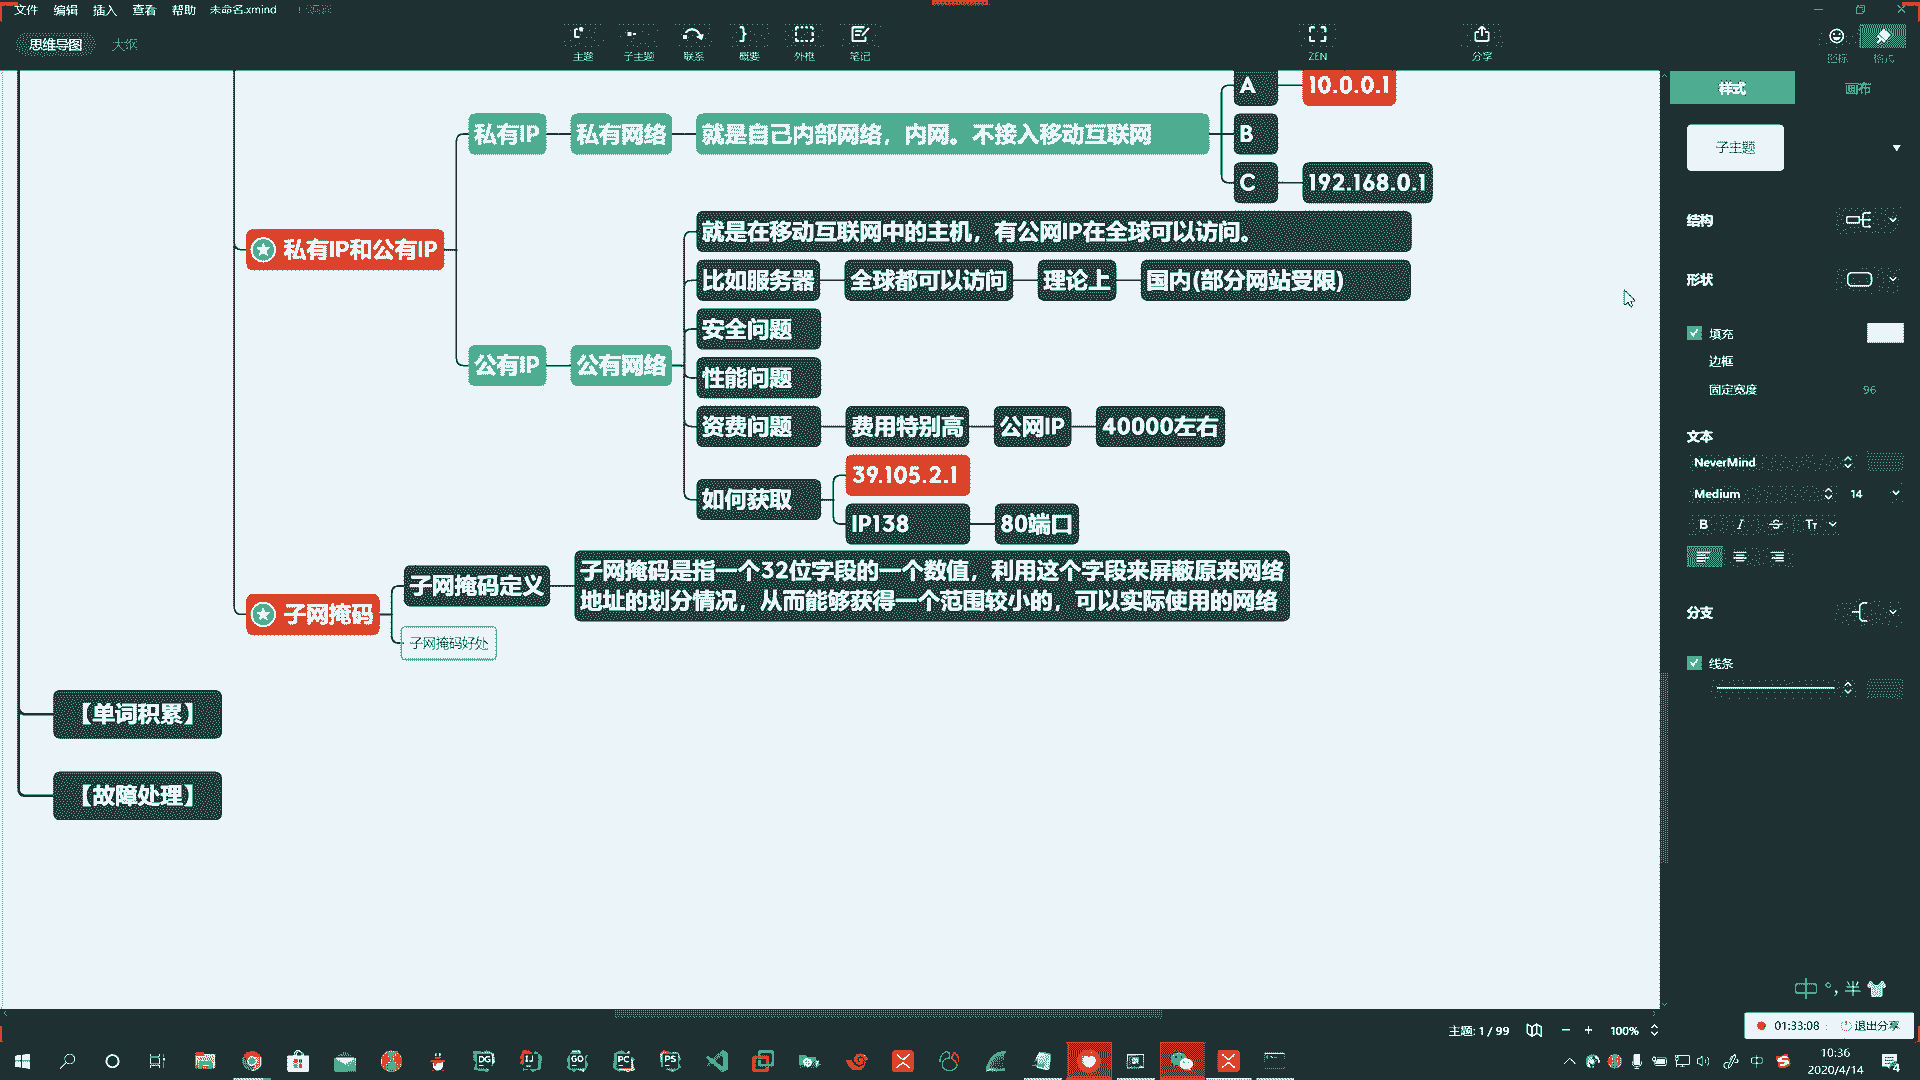 文件 编辑 插入 查看 帮助 未命名.xmind
思维导图 大纲
主题 子主题 联系 概要 外框 笔记 ZEN 分享 图标 格式
样式 画布
A 10.0.0.1
私有IP 私有网络 就是自己内部网络，内网。不接入移动互联网 B
C 192.168.0.1
私有IP和公有IP
就是在移动互联网中的主机，有公网IP在全球可以访问。
比如服务器 全球都可以访问 理论上 国内(部分网站受限)
安全问题
公有IP 公有网络
性能问题
资费问题 费用特别高 公网IP 40000左右
如何获取
39.105.2.1
IP138 80端口
子网掩码
子网掩码定义
子网掩码是指一个32位字段的一个数值，利用这个字段来屏蔽原来网络
地址的划分情况，从而能够获得一个范围较小的，可以实际使用的网络
子网掩码好处
【单词积累】
【故障处理】
子主题
结构
形状
填充
边框
固定宽度 96
文本
NeverMind
Medium 14
B I S Tт
分支
线条
中 °, 半
主题: 1 / 99 − + 100%
01:33:08 退出分享
DG IJ GO PC PS
中 S
10:36
2020/4/14
4